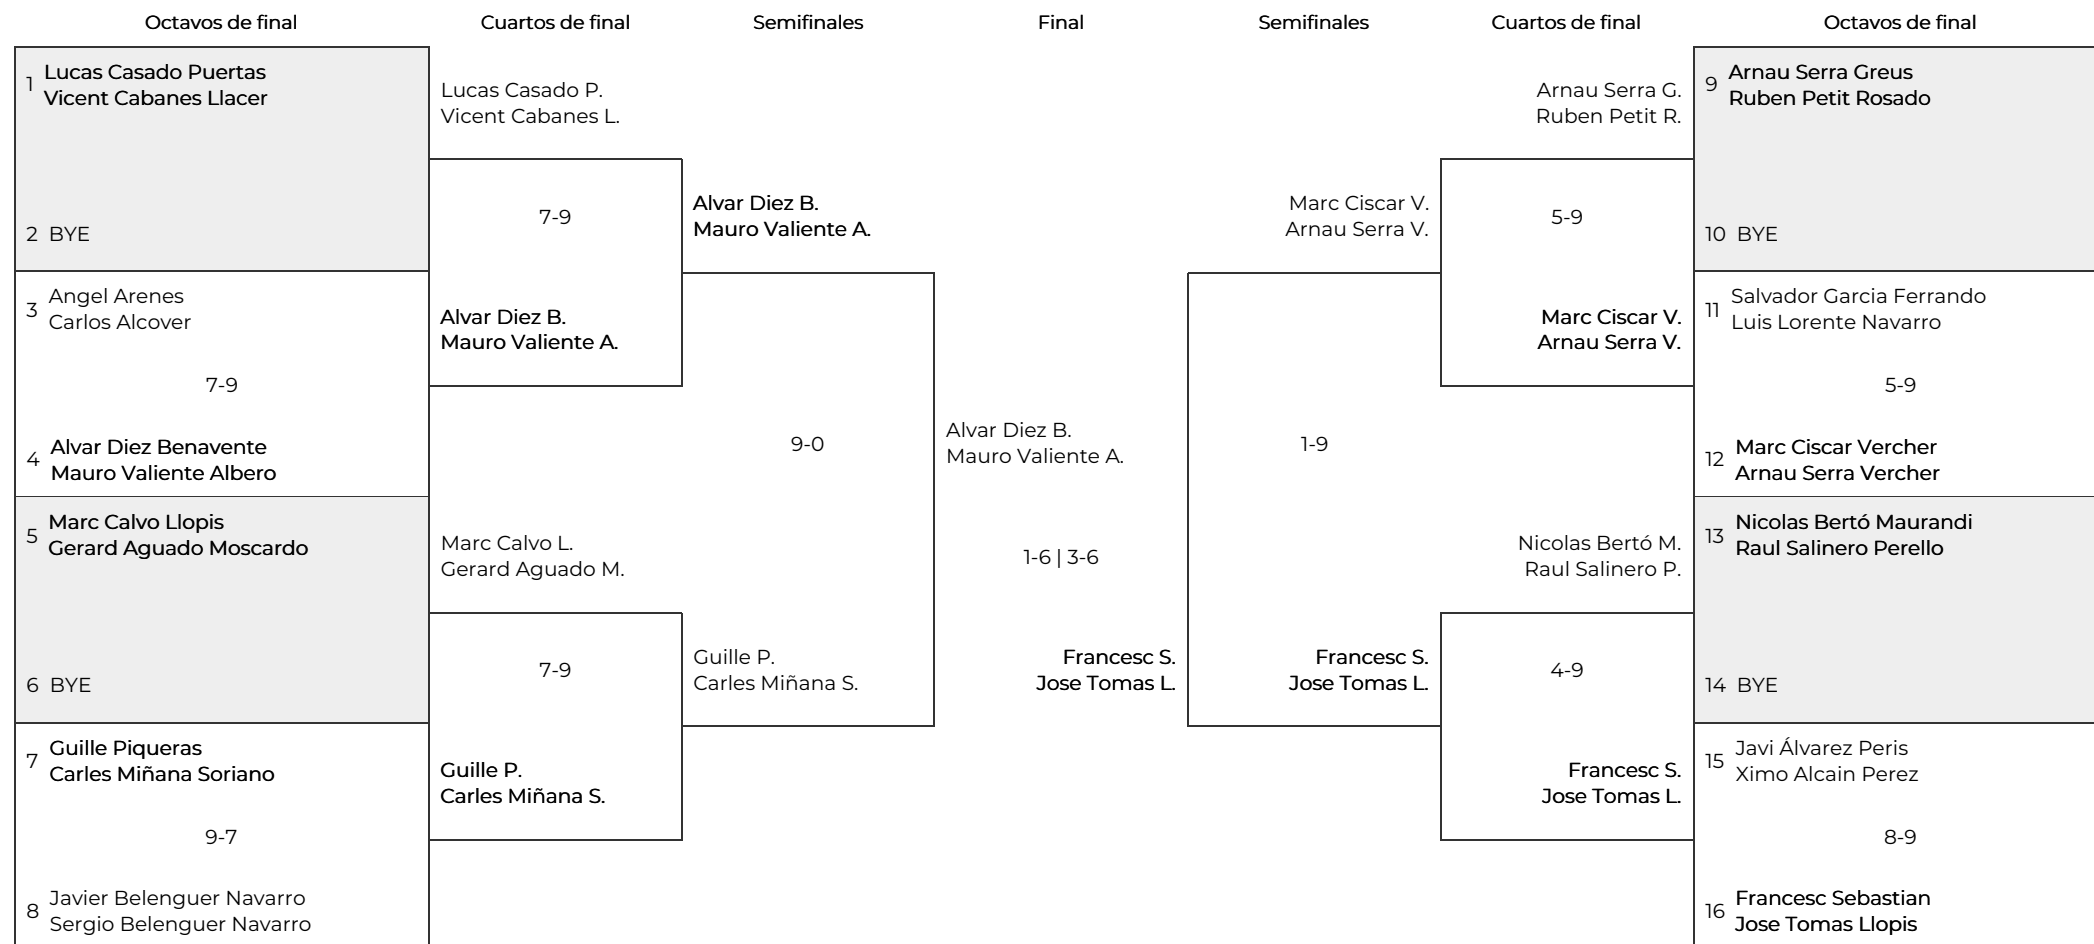 Octavos de final
Cuartos de final
Semifinales
Final
Semifinales
Cuartos de final
Octavos de final
1 Lucas Casado Puertas
Vicent Cabanes Llacer
2 BYE
3 Angel Arenes
Carlos Alcover
7-9
4 Alvar Diez Benavente
Mauro Valiente Albero
5 Marc Calvo Llopis
Gerard Aguado Moscardo
6 BYE
7 Guille Piqueras
Carles Miñana Soriano
9-7
8 Javier Belenguer Navarro
Sergio Belenguer Navarro
Lucas Casado P.
Vicent Cabanes L.
7-9
Alvar Diez B.
Mauro Valiente A.
Marc Calvo L.
Gerard Aguado M.
7-9
Guille P.
Carles Miñana S.
Alvar Diez B.
Mauro Valiente A.
9-0
Guille P.
Carles Miñana S.
Alvar Diez B.
Mauro Valiente A.
1-6 | 3-6
Francesc S.
Jose Tomas L.
Marc Ciscar V.
Arnau Serra V.
1-9
Francesc S.
Jose Tomas L.
Arnau Serra G.
Ruben Petit R.
5-9
Marc Ciscar V.
Arnau Serra V.
Nicolas Bertó M.
Raul Salinero P.
4-9
Francesc S.
Jose Tomas L.
9 Arnau Serra Greus
Ruben Petit Rosado
10 BYE
11 Salvador Garcia Ferrando
Luis Lorente Navarro
5-9
12 Marc Ciscar Vercher
Arnau Serra Vercher
13 Nicolas Bertó Maurandi
Raul Salinero Perello
14 BYE
15 Javi Álvarez Peris
Ximo Alcain Perez
8-9
16 Francesc Sebastian
Jose Tomas Llopis